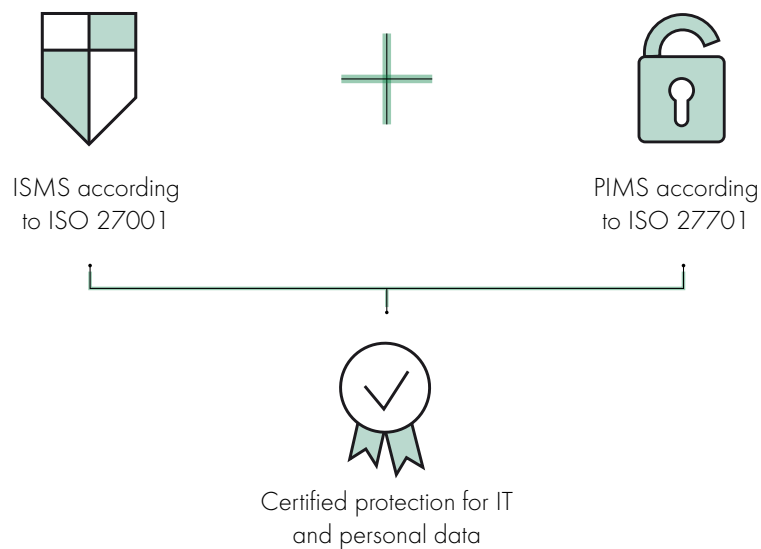 ISMS according
to ISO 27001
PIMS according
to ISO 27701
Certified protection for IT
and personal data